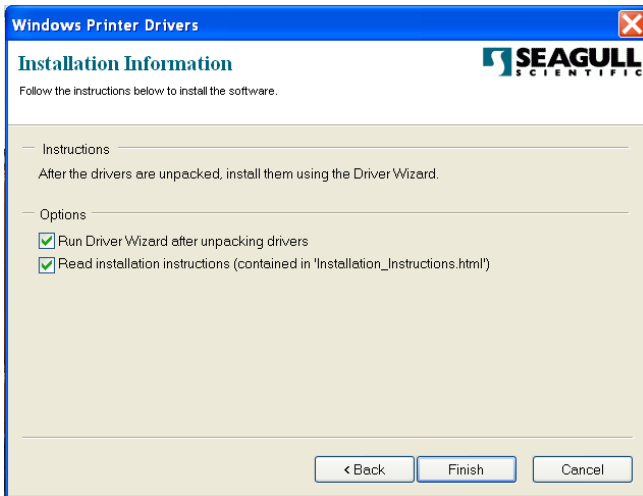 Windows Printer Drivers
Installation Information
SEAGULL
SCIENTIFIC
Follow the instructions below to install the software.
Instructions
After the drivers are unpacked, install them using the Driver Wizard.
Options
Run Driver Wizard after unpacking drivers
Read installation instructions (contained in 'Installation_Instructions.html')
< Back
Finish
Cancel